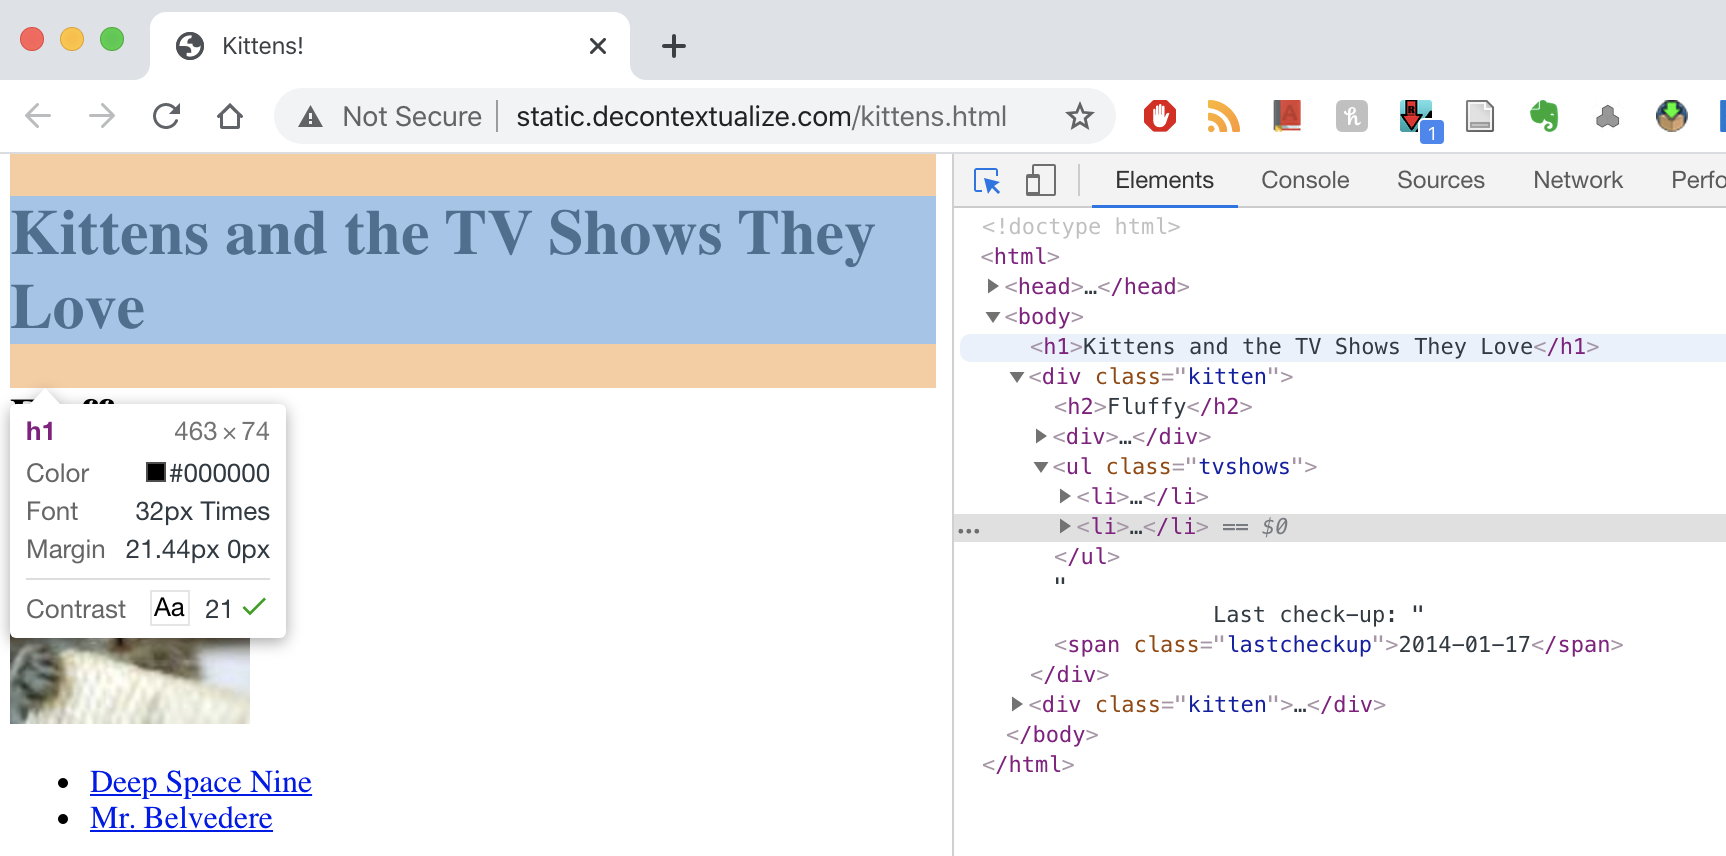 Kittens!
Not Secure static.decontextualize.com/kittens.html
1
Kittens and the TV Shows They
Love
h1 463 × 74
Color #000000
Font 32px Times
Margin 21.44px 0px
Contrast Aa 21
• Deep Space Nine
• Mr. Belvedere
Elements Console Sources Network Perfo
<!doctype html>
<html>
<head>…</head>
<body>
<h1>Kittens and the TV Shows They Love</h1>
<div class="kitten">
<h2>Fluffy</h2>
<div>…</div>
<ul class="tvshows">
<li>…</li>
… <li>…</li> == $0
</ul>
"
Last check-up: "
<span class="lastcheckup">2014-01-17</span>
</div>
<div class="kitten">…</div>
</body>
</html>